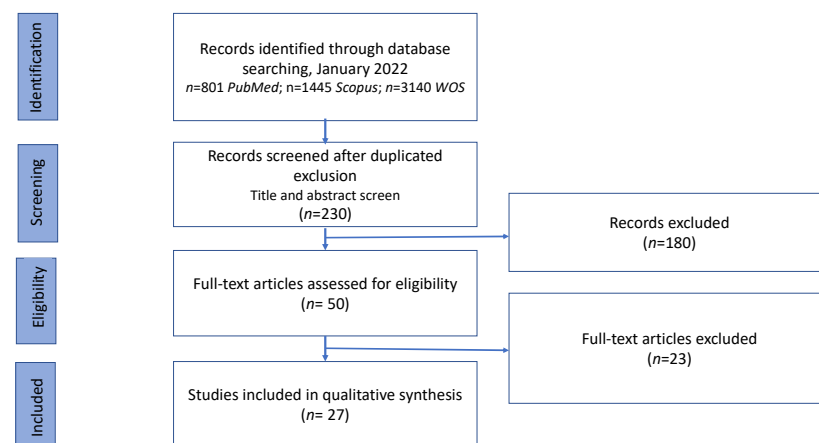 Identification
Records identified through database
searching, January 2022
n=801 PubMed; n=1445 Scopus; n=3140 WOS
Screening
Records screened after duplicated
exclusion
Title and abstract screen
(n=230)
Records excluded
(n=180)
Eligibility
Full-text articles assessed for eligibility
(n= 50)
Full-text articles excluded
(n=23)
Included
Studies included in qualitative synthesis
(n= 27)